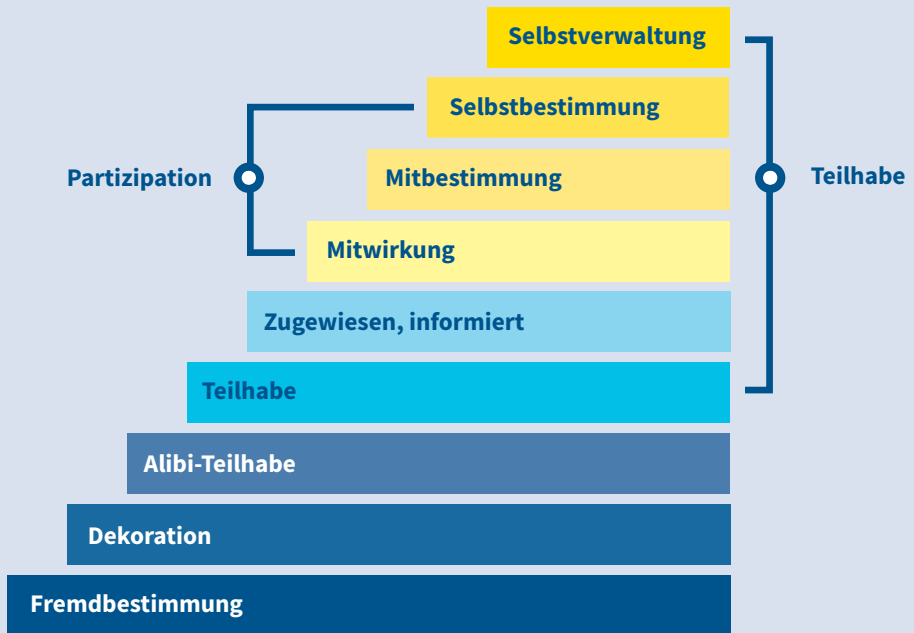 Selbstverwaltung
Selbstbestimmung
Partizipation
Mitbestimmung
Teilhabe
Mitwirkung
Zugewiesen, informiert
Teilhabe
Alibi-Teilhabe
Dekoration
Fremdbestimmung